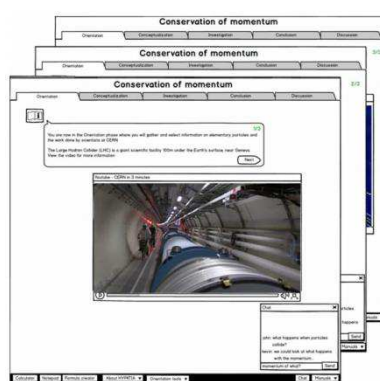 Conservation of momentum
Orientation Conceptualization Investigation Conclusion Discussion
Conservation of momentum
Orientation Conceptualization Investigation Conclusion Discussion
Conservation of momentum
Orientation Conceptualization Investigation Conclusion Discussion
1/3
You are now in the Orientation phase where you will gather and select information on elementary particles and
the work done by scientists at CERN
The Large Hadron Collider (LHC) is a giant scientific facility 100m under the Earth's surface, near Geneva.
View the video for more information
Next
Youtube - CERN in 3 minutes
Chat
John: what happens when particles
collide?
kevin: we could look at what happens
with the momentum..
momentum of what? Send
Calculator Notepad Formula creator About HYPATIA Orientation tools Chat Manuals
particles
happens
Send
Manuals